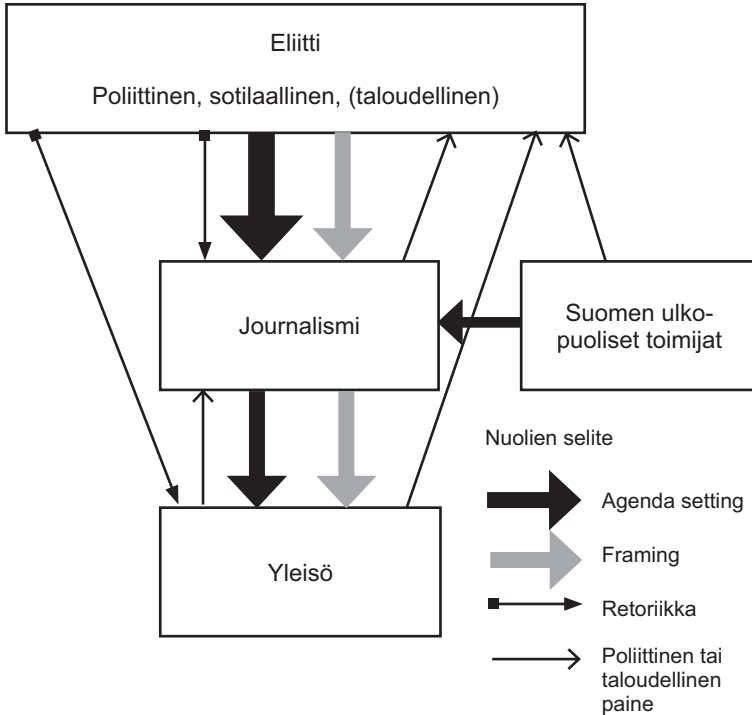 Eliitti
Poliittinen, sotilaallinen, (taloudellinen)
Journalismi
Suomen ulko-
puoliset toimijat
Yleisö
Nuolien selite
Agenda setting
Framing
Retoriikka
Poliittinen tai
taloudellinen
paine